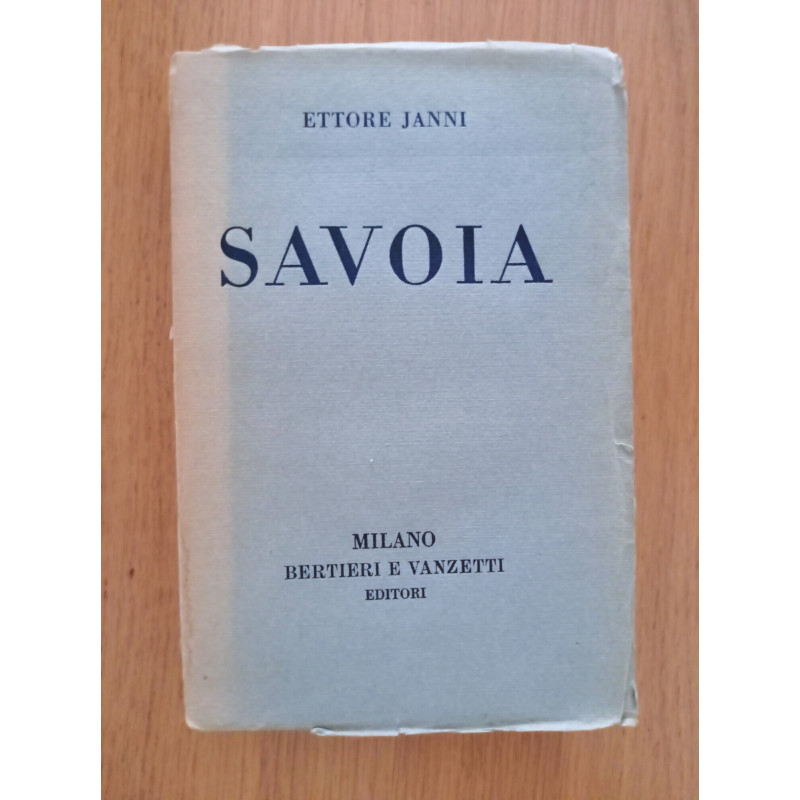 ETTORE JANNI
SAVOIA
MILANO
BERTIERI E VANZETTI
EDITORI